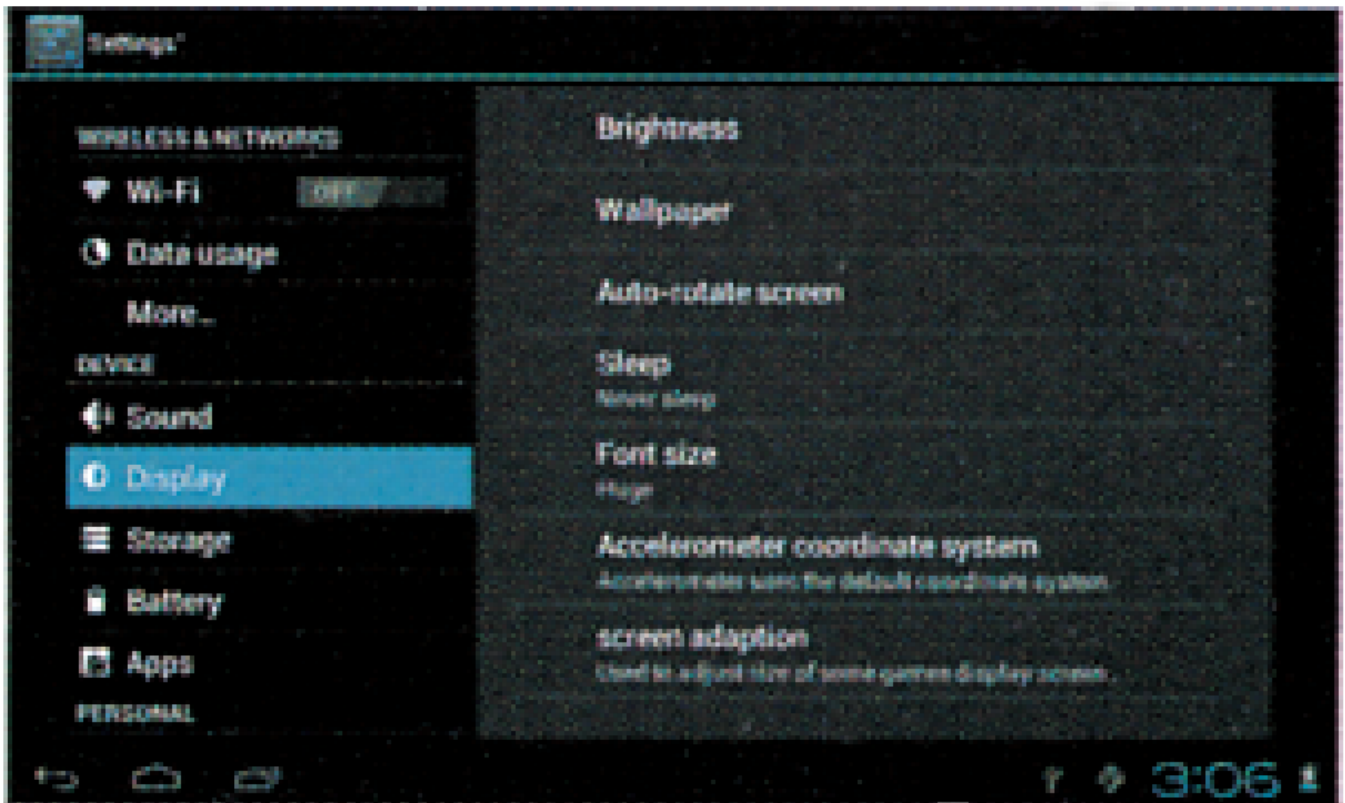 Settings
WIRELESS & NETWORKS
Wi-Fi OFF
Data usage
More...
DEVICE
Sound
Display
Storage
Battery
Apps
PERSONAL
Brightness
Wallpaper
Auto-rotate screen
Sleep
Never sleep
Font size
Huge
Accelerometer coordinate system
Accelerometer uses the default coordinate system
screen adaption
Used to adjust size of some games display screen
3:06